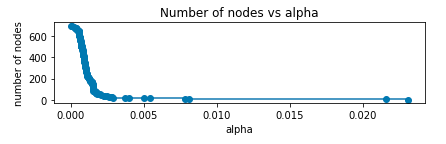 Number of nodes vs alpha
number of nodes
600
400
200
0
0.000 0.005 0.010 0.015 0.020
alpha